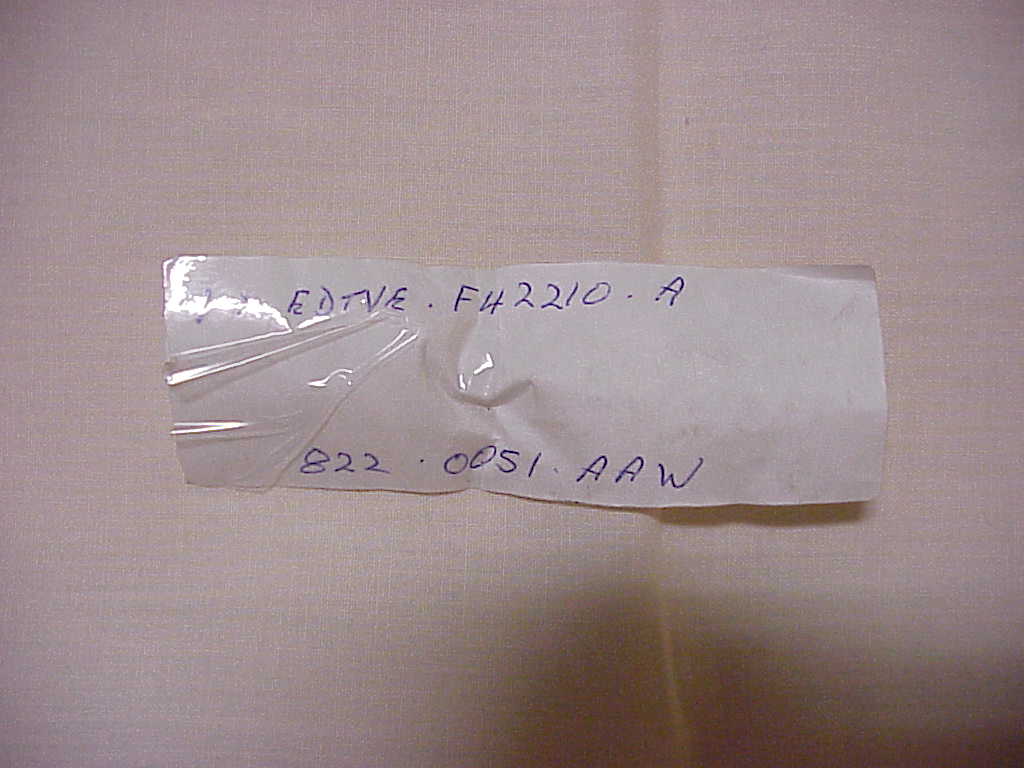 EDTVE . F42210 . A
822 . 0051 . AAW